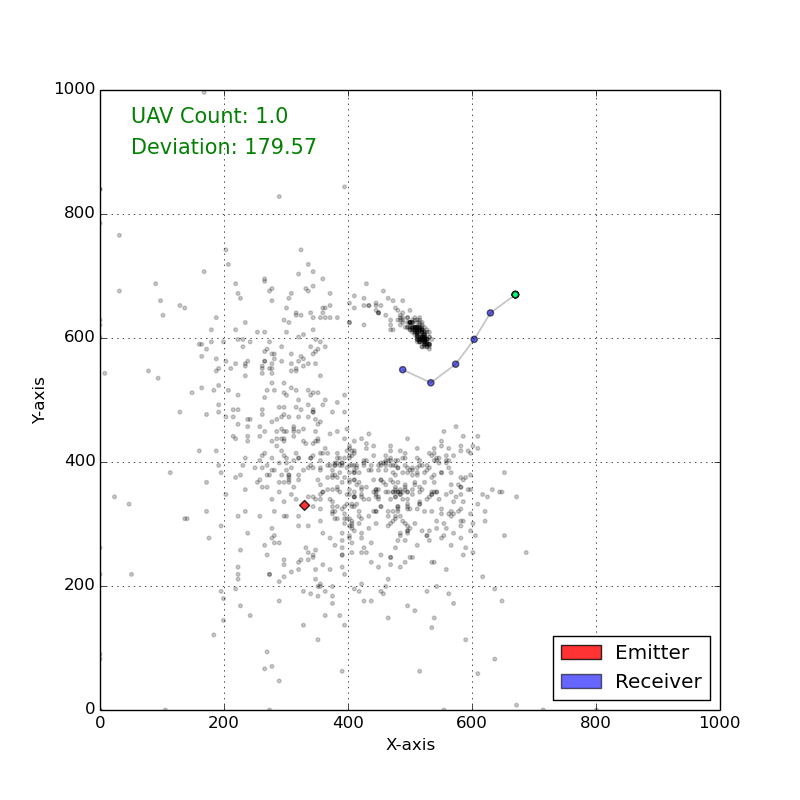 UAV Count: 1.0
Deviation: 179.57
1000
800
600
400
200
0
Y-axis
0 200 400 600 800 1000
X-axis
Emitter
Receiver